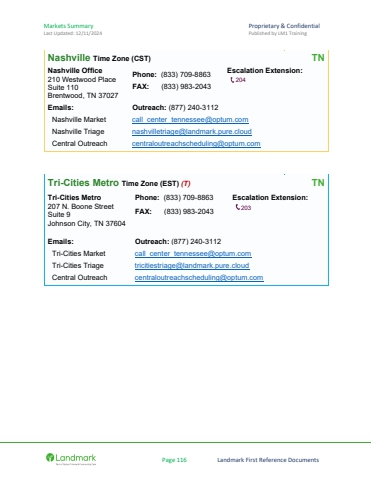 Markets Summary Proprietary & Confidential
Last Updated: 12/11/2024 Published by LMU Training
Nashville Time Zone (CST) TN
Nashville Office Phone: (833) 709-8863 Escalation Extension:
210 Westwood Place 204
Suite 110 FAX: (833) 983-2043
Brentwood, TN 37027
Emails: Outreach: (877) 240-3112
Nashville Market call_center_tennessee@optum.com
Nashville Triage nashvilletriage@landmark.pure.cloud
Central Outreach centraloutreachscheduling@optum.com
Tri-Cities Metro Time Zone (EST) (T) TN
Tri-Cities Metro Phone: (833) 709-8863 Escalation Extension:
207 N. Boone Street 203
Suite 9 FAX: (833) 983-2043
Johnson City, TN 37604
Emails: Outreach: (877) 240-3112
Tri-Cities Market call_center_tennessee@optum.com
Tri-Cities Triage tricitiestriage@landmark.pure.cloud
Central Outreach centraloutreachscheduling@optum.com
Landmark Page 116 Landmark First Reference Documents